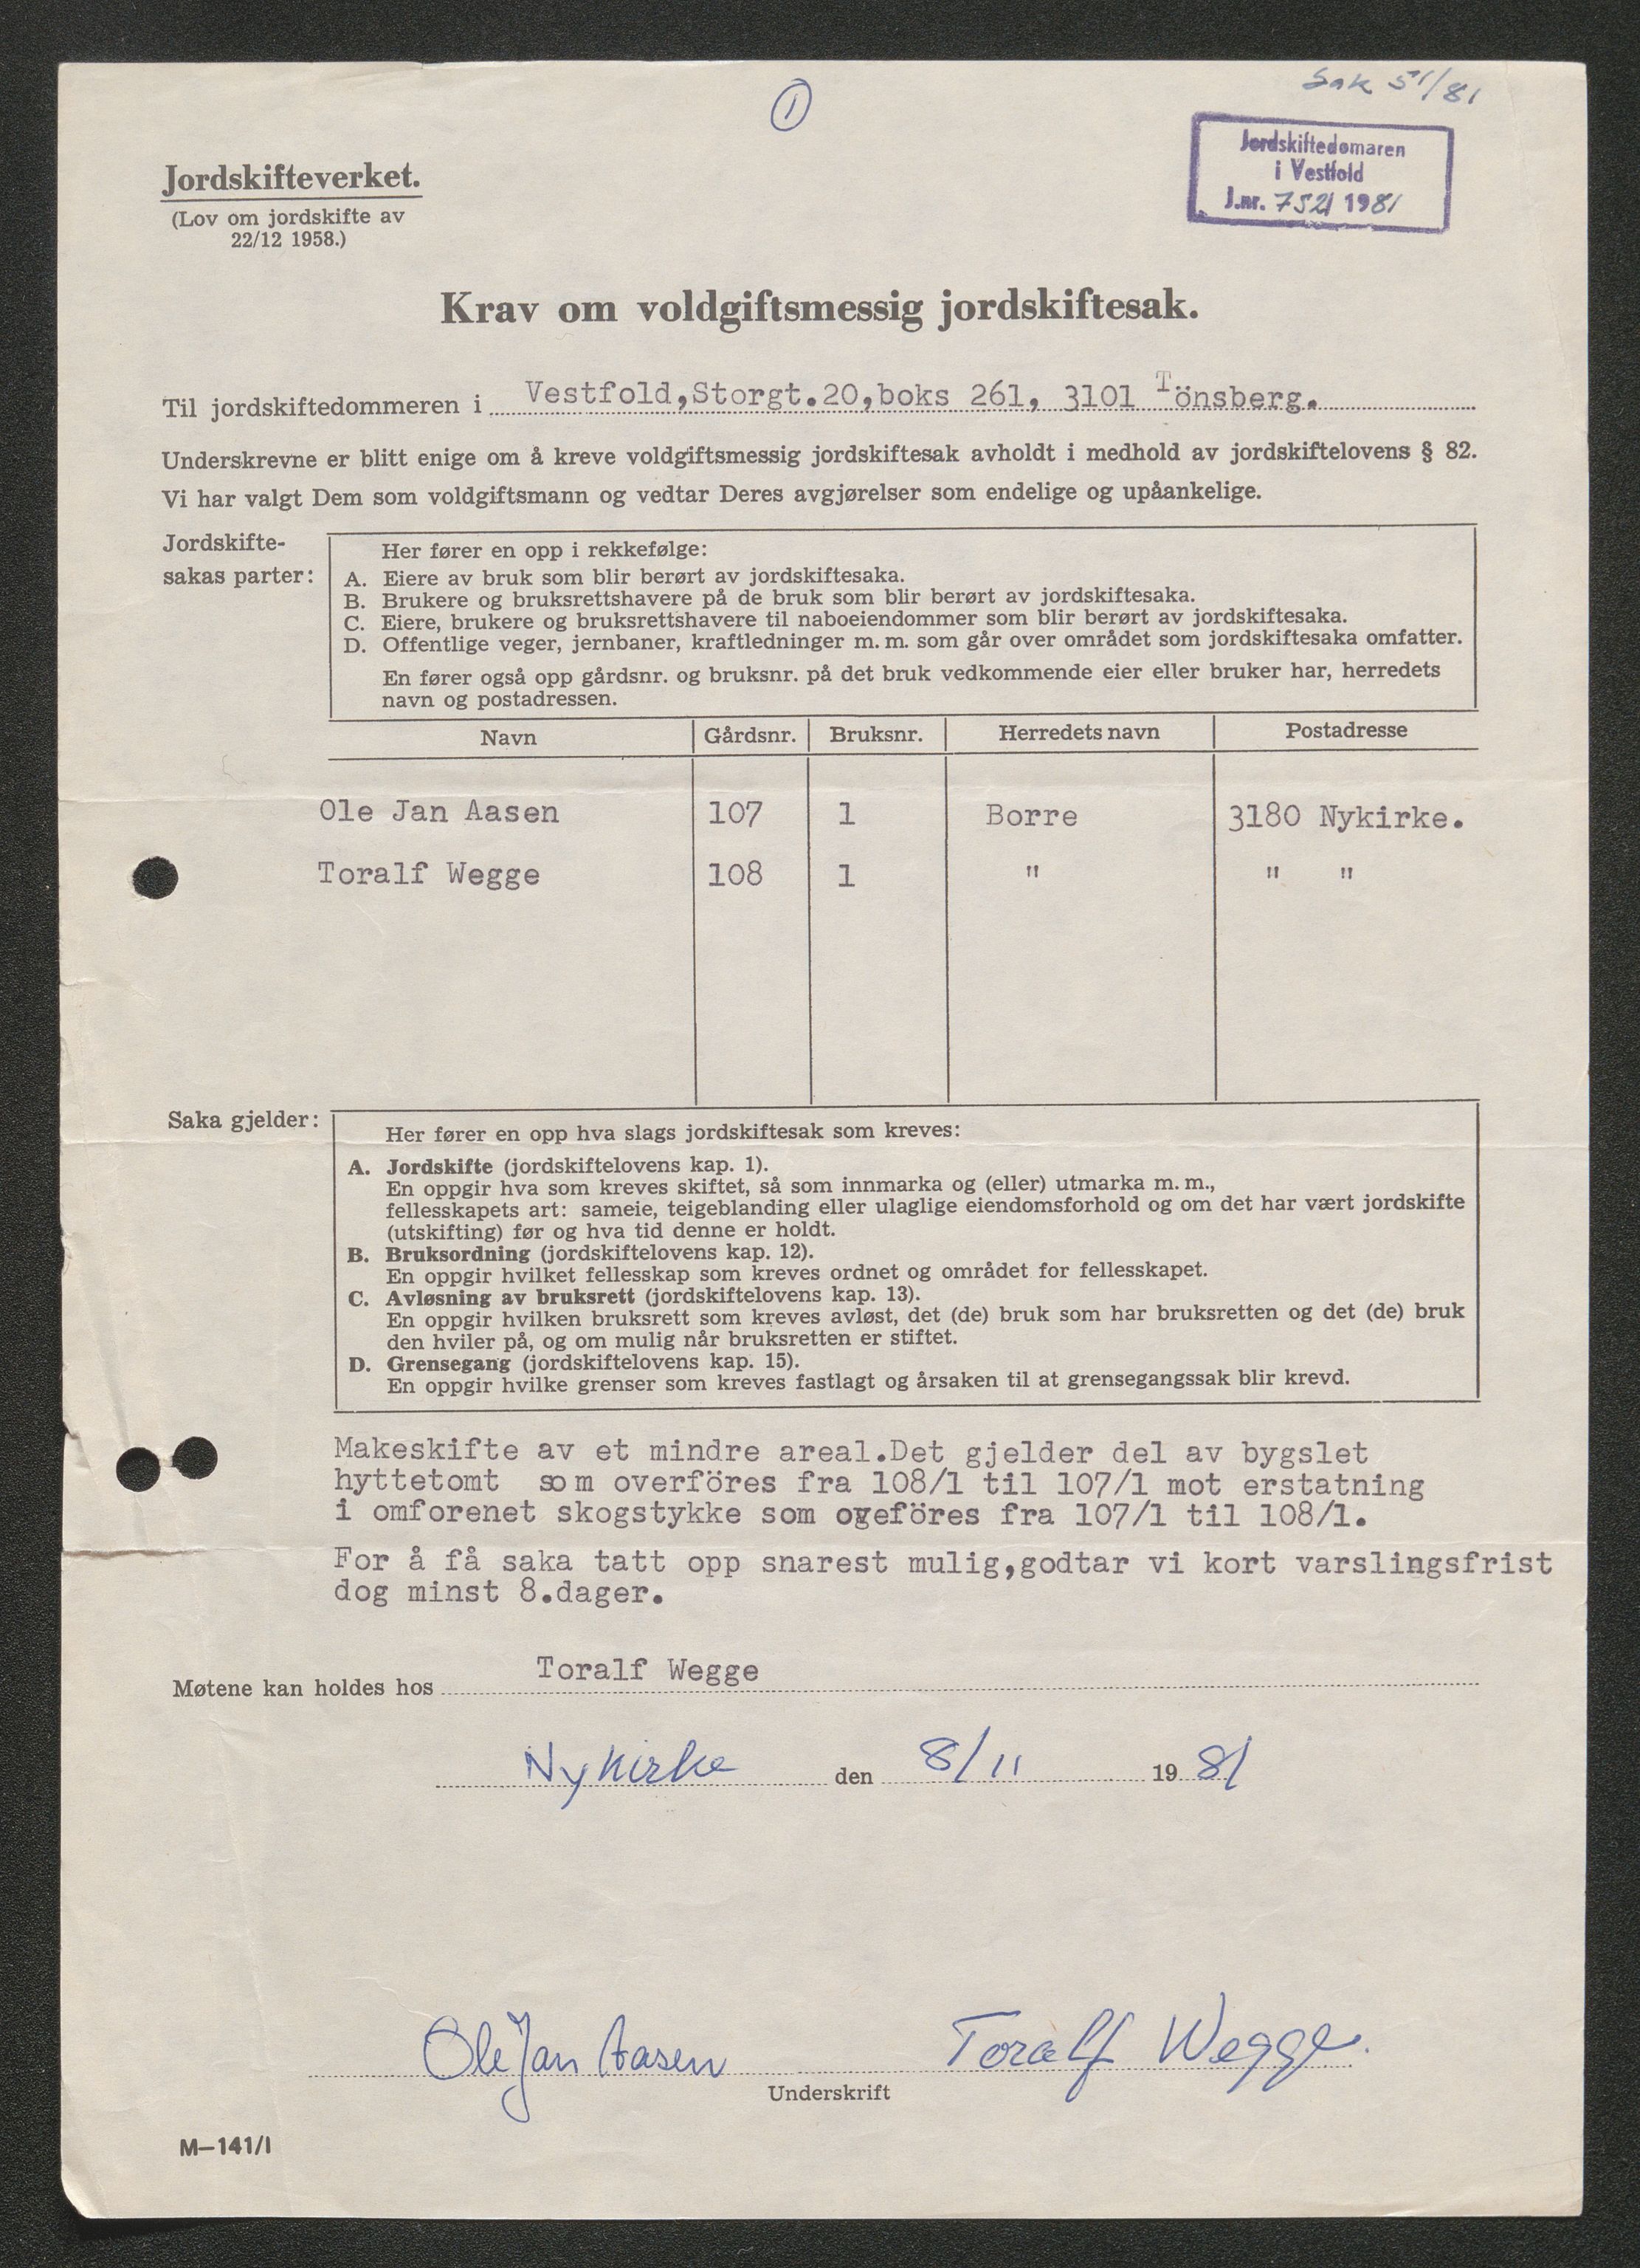 Sak 51/81
1
Jordskiftedomaren
i Vestfold
J.nr. 752/ 1981
Jordskifteverket.
(Lov om jordskifte av
22/12 1958.)
Krav om voldgiftsmessig jordskiftesak.
Til jordskiftedommeren i Vestfold,Storgt.20,boks 261, 3101 Tönsberg.
Underskrevne er blitt enige om å kreve voldgiftsmessig jordskiftesak avholdt i medhold av jordskiftelovens § 82.
Vi har valgt Dem som voldgiftsmann og vedtar Deres avgjørelser som endelige og upåankelige.
Jordskifte-
sakas parter:
Her fører en opp i rekkefølge:
A. Eiere av bruk som blir berørt av jordskiftesaka.
B. Brukere og bruksrettshavere på de bruk som blir berørt av jordskiftesaka.
C. Eiere, brukere og bruksrettshavere til naboeiendommer som blir berørt av jordskiftesaka.
D. Offentlige veger, jernbaner, kraftledninger m. m. som går over området som jordskiftesaka omfatter.
En fører også opp gårdsnr. og bruksnr. på det bruk vedkommende eier eller bruker har, herredets
navn og postadressen.
Navn Gårdsnr. Bruksnr. Herredets navn Postadresse
Ole Jan Aasen 107 1 Borre 3180 Nykirke.
Toralf Wegge 108 1 " " "
Saka gjelder:
Her fører en opp hva slags jordskiftesak som kreves:
A. Jordskifte (jordskiftelovens kap. 1).
En oppgir hva som kreves skiftet, så som innmarka og (eller) utmarka m. m.,
fellesskapets art: sameie, teigeblanding eller ulaglige eiendomsforhold og om det har vært jordskifte
(utskifting) før og hva tid denne er holdt.
B. Bruksordning (jordskiftelovens kap. 12).
En oppgir hvilket fellesskap som kreves ordnet og området for fellesskapet.
C. Avløsning av bruksrett (jordskiftelovens kap. 13).
En oppgir hvilken bruksrett som kreves avløst, det (de) bruk som har bruksretten og det (de) bruk
den hviler på, og om mulig når bruksretten er stiftet.
D. Grensegang (jordskiftelovens kap. 15).
En oppgir hvilke grenser som kreves fastlagt og årsaken til at grensegangssak blir krevd.
Makeskifte av et mindre areal.Det gjelder del av bygslet
hyttetomt som overföres fra 108/1 til 107/1 mot erstatning
i omforenet skogstykke som ogeföres fra 107/1 til 108/1.
For å få saka tatt opp snarest mulig,godtar vi kort varslingsfrist
dog minst 8.dager.
Møtene kan holdes hos Toralf Wegge
Nykirke den 8/11 1981
Ole Jan Aasen Toralf Wegge.
Underskrift
M—141/I